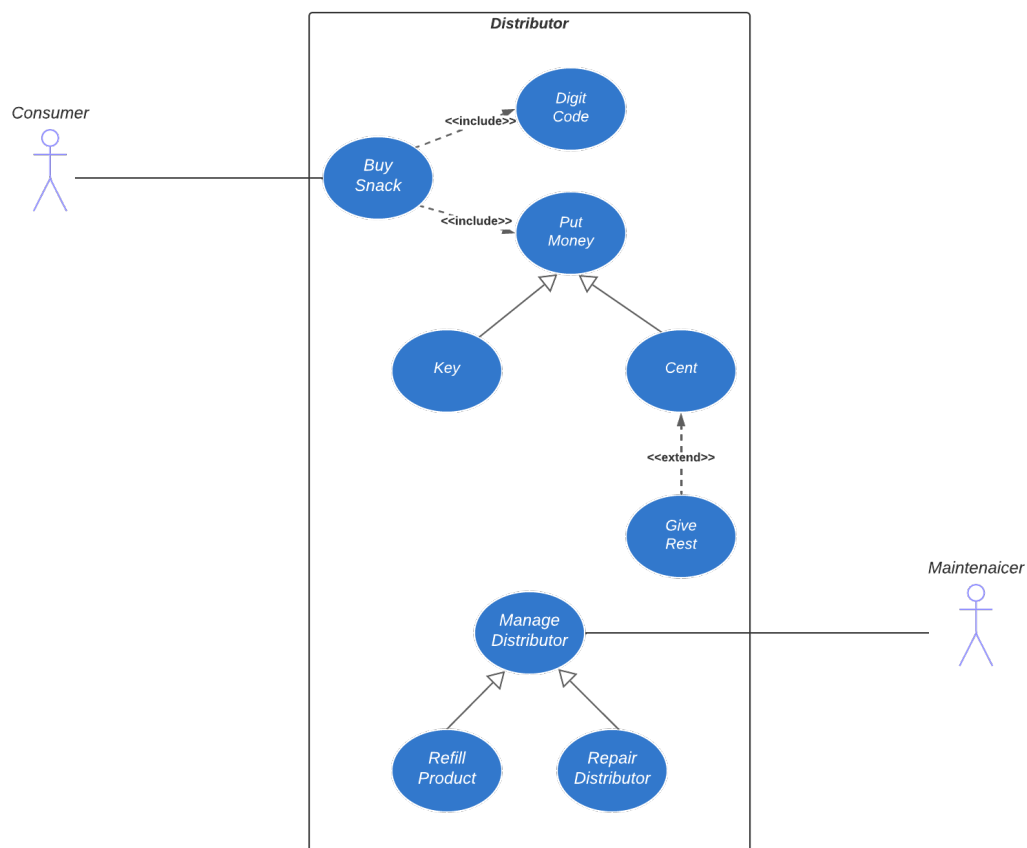 Distributor
Consumer
Digit
Code
<<include>>
Buy
Snack
<<include>>
Put
Money
Key
Cent
<<extend>>
Give
Rest
Maintenaicer
Manage
Distributor
Refill
Product
Repair
Distributor